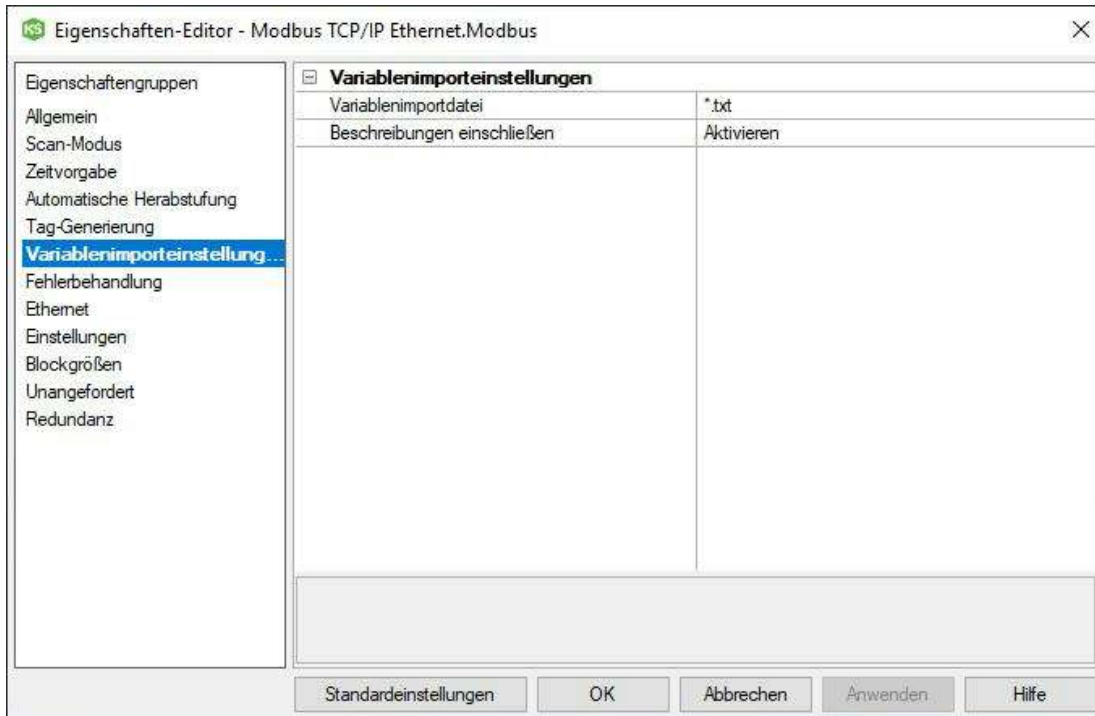 KS Eigenschaften-Editor - Modbus TCP/IP Ethernet.Modbus
Eigenschaftengruppen
Allgemein
Scan-Modus
Zeitvorgabe
Automatische Herabstufung
Tag-Generierung
Variablenimporteinstellung...
Fehlerbehandlung
Ethernet
Einstellungen
Blockgrößen
Unangefordert
Redundanz
Variablenimporteinstellungen
Variablenimportdatei *.txt
Beschreibungen einschließen Aktivieren
Standardeinstellungen OK Abbrechen Anwenden Hilfe